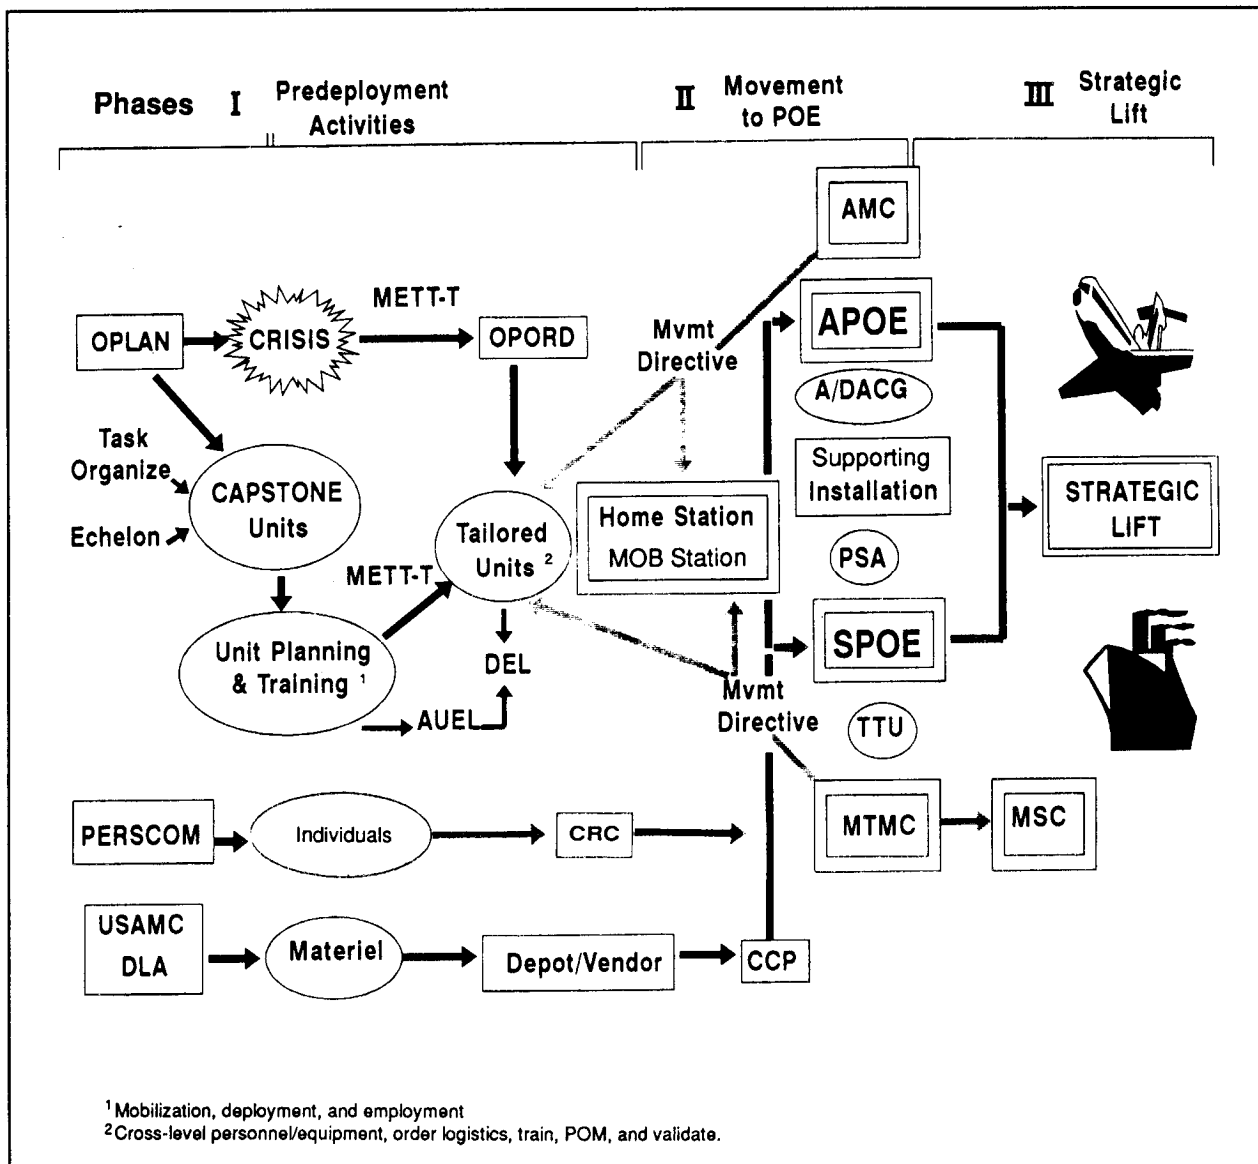 Phases I Predeployment
Activities
II Movement
to POE
III Strategic
Lift
AMC
METT-T
OPLAN
CRISIS
OPORD
Mvmt
Directive
APOE
A/DACG
Task
Organize
Echelon
CAPSTONE
Units
Tailored
Units 2
Home Station
MOB Station
Supporting
Installation
STRATEGIC
LIFT
PSA
METT-T
Unit Planning
& Training 1
DEL
AUEL
SPOE
Mvmt
Directive
TTU
PERSCOM
Individuals
CRC
MTMC
MSC
USAMC
DLA
Materiel
Depot/Vendor
CCP
1 Mobilization, deployment, and employment
2 Cross-level personnel/equipment, order logistics, train, POM, and validate.